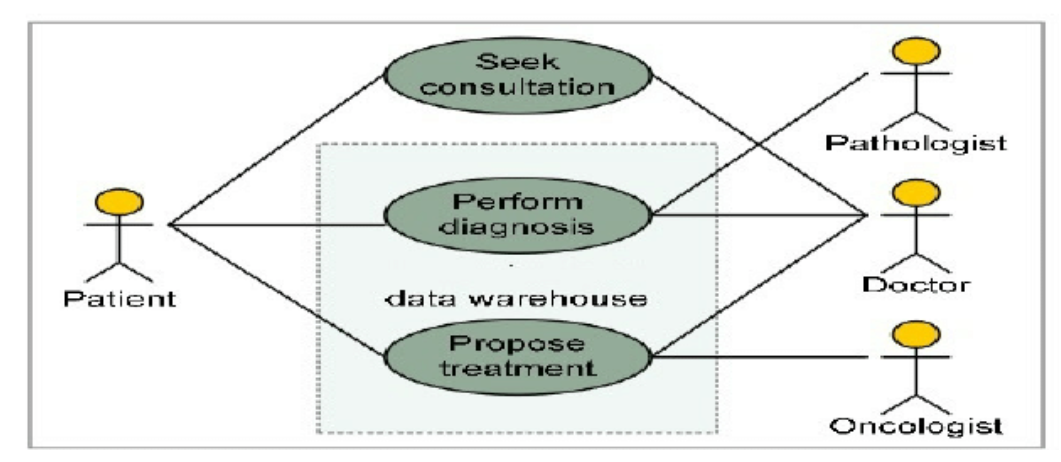 Seek
consultation
Pathologist
Perform
diagnosis
Patient
data warehouse
Doctor
Propose
treatment
Oncologist